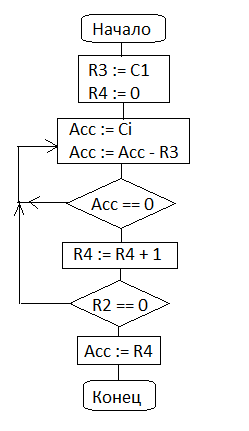 Начало
R3 := C1
R4 := 0
Acc := Ci
Acc := Acc - R3
Acc == 0
R4 := R4 + 1
R2 == 0
Acc := R4
Конец